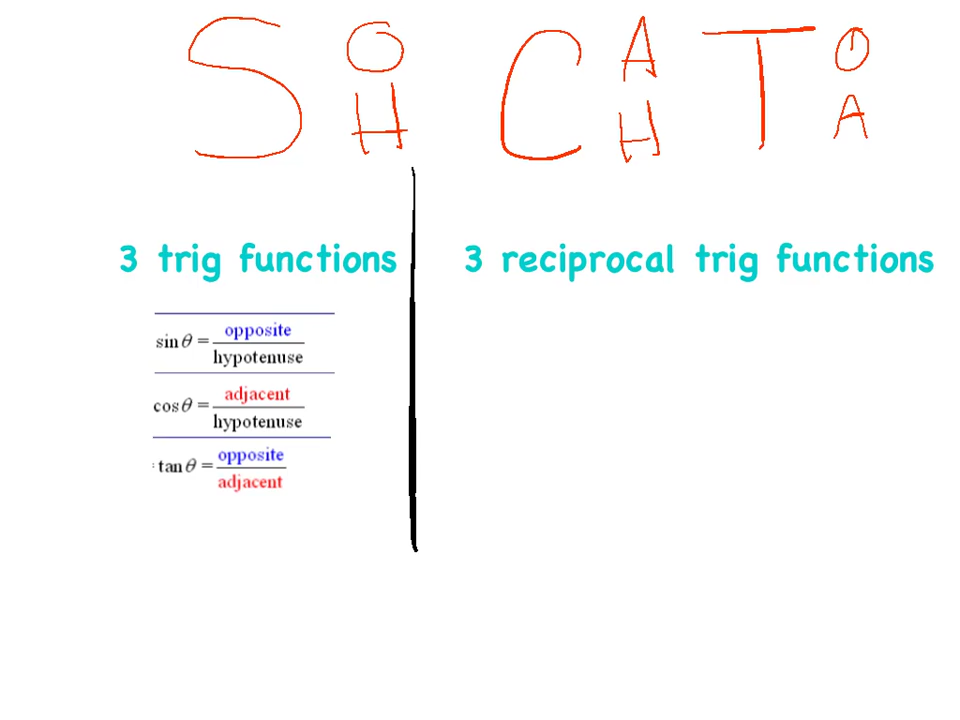 S O/H C A/H T O/A
3 trig functions
3 reciprocal trig functions
sin θ = opposite/hypotenuse
cos θ = adjacent/hypotenuse
tan θ = opposite/adjacent